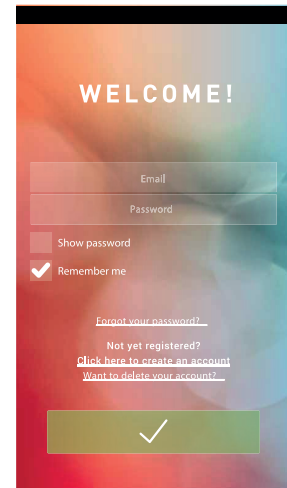 WELCOME!
Email
Password
Show password
Remember me
Forgot your password?
Not yet registered?
Click here to create an account
Want to delete your account?